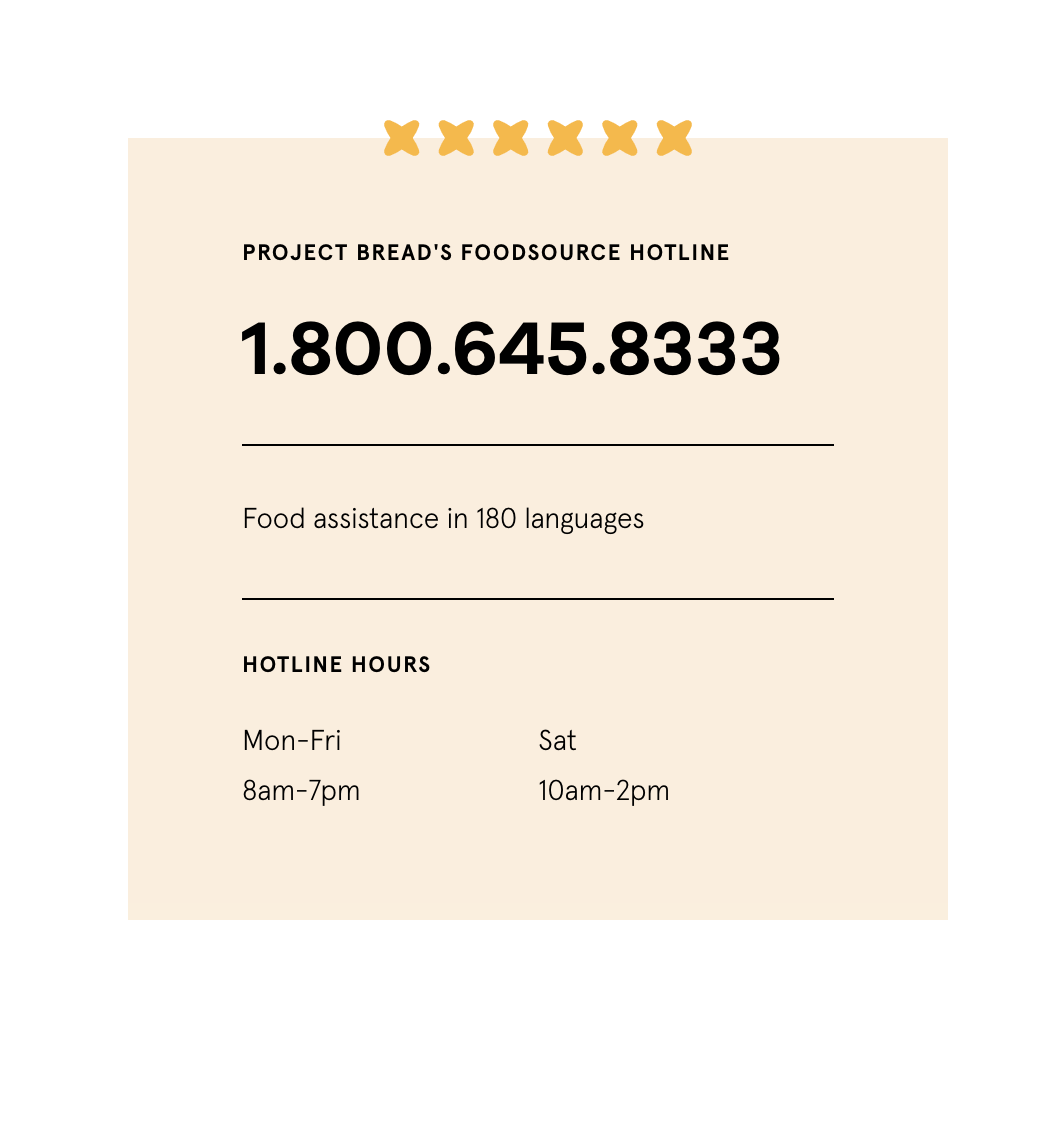 PROJECT BREAD'S FOODSOURCE HOTLINE
1.800.645.8333
Food assistance in 180 languages
HOTLINE HOURS
Mon–Fri
8am–7pm
Sat
10am–2pm